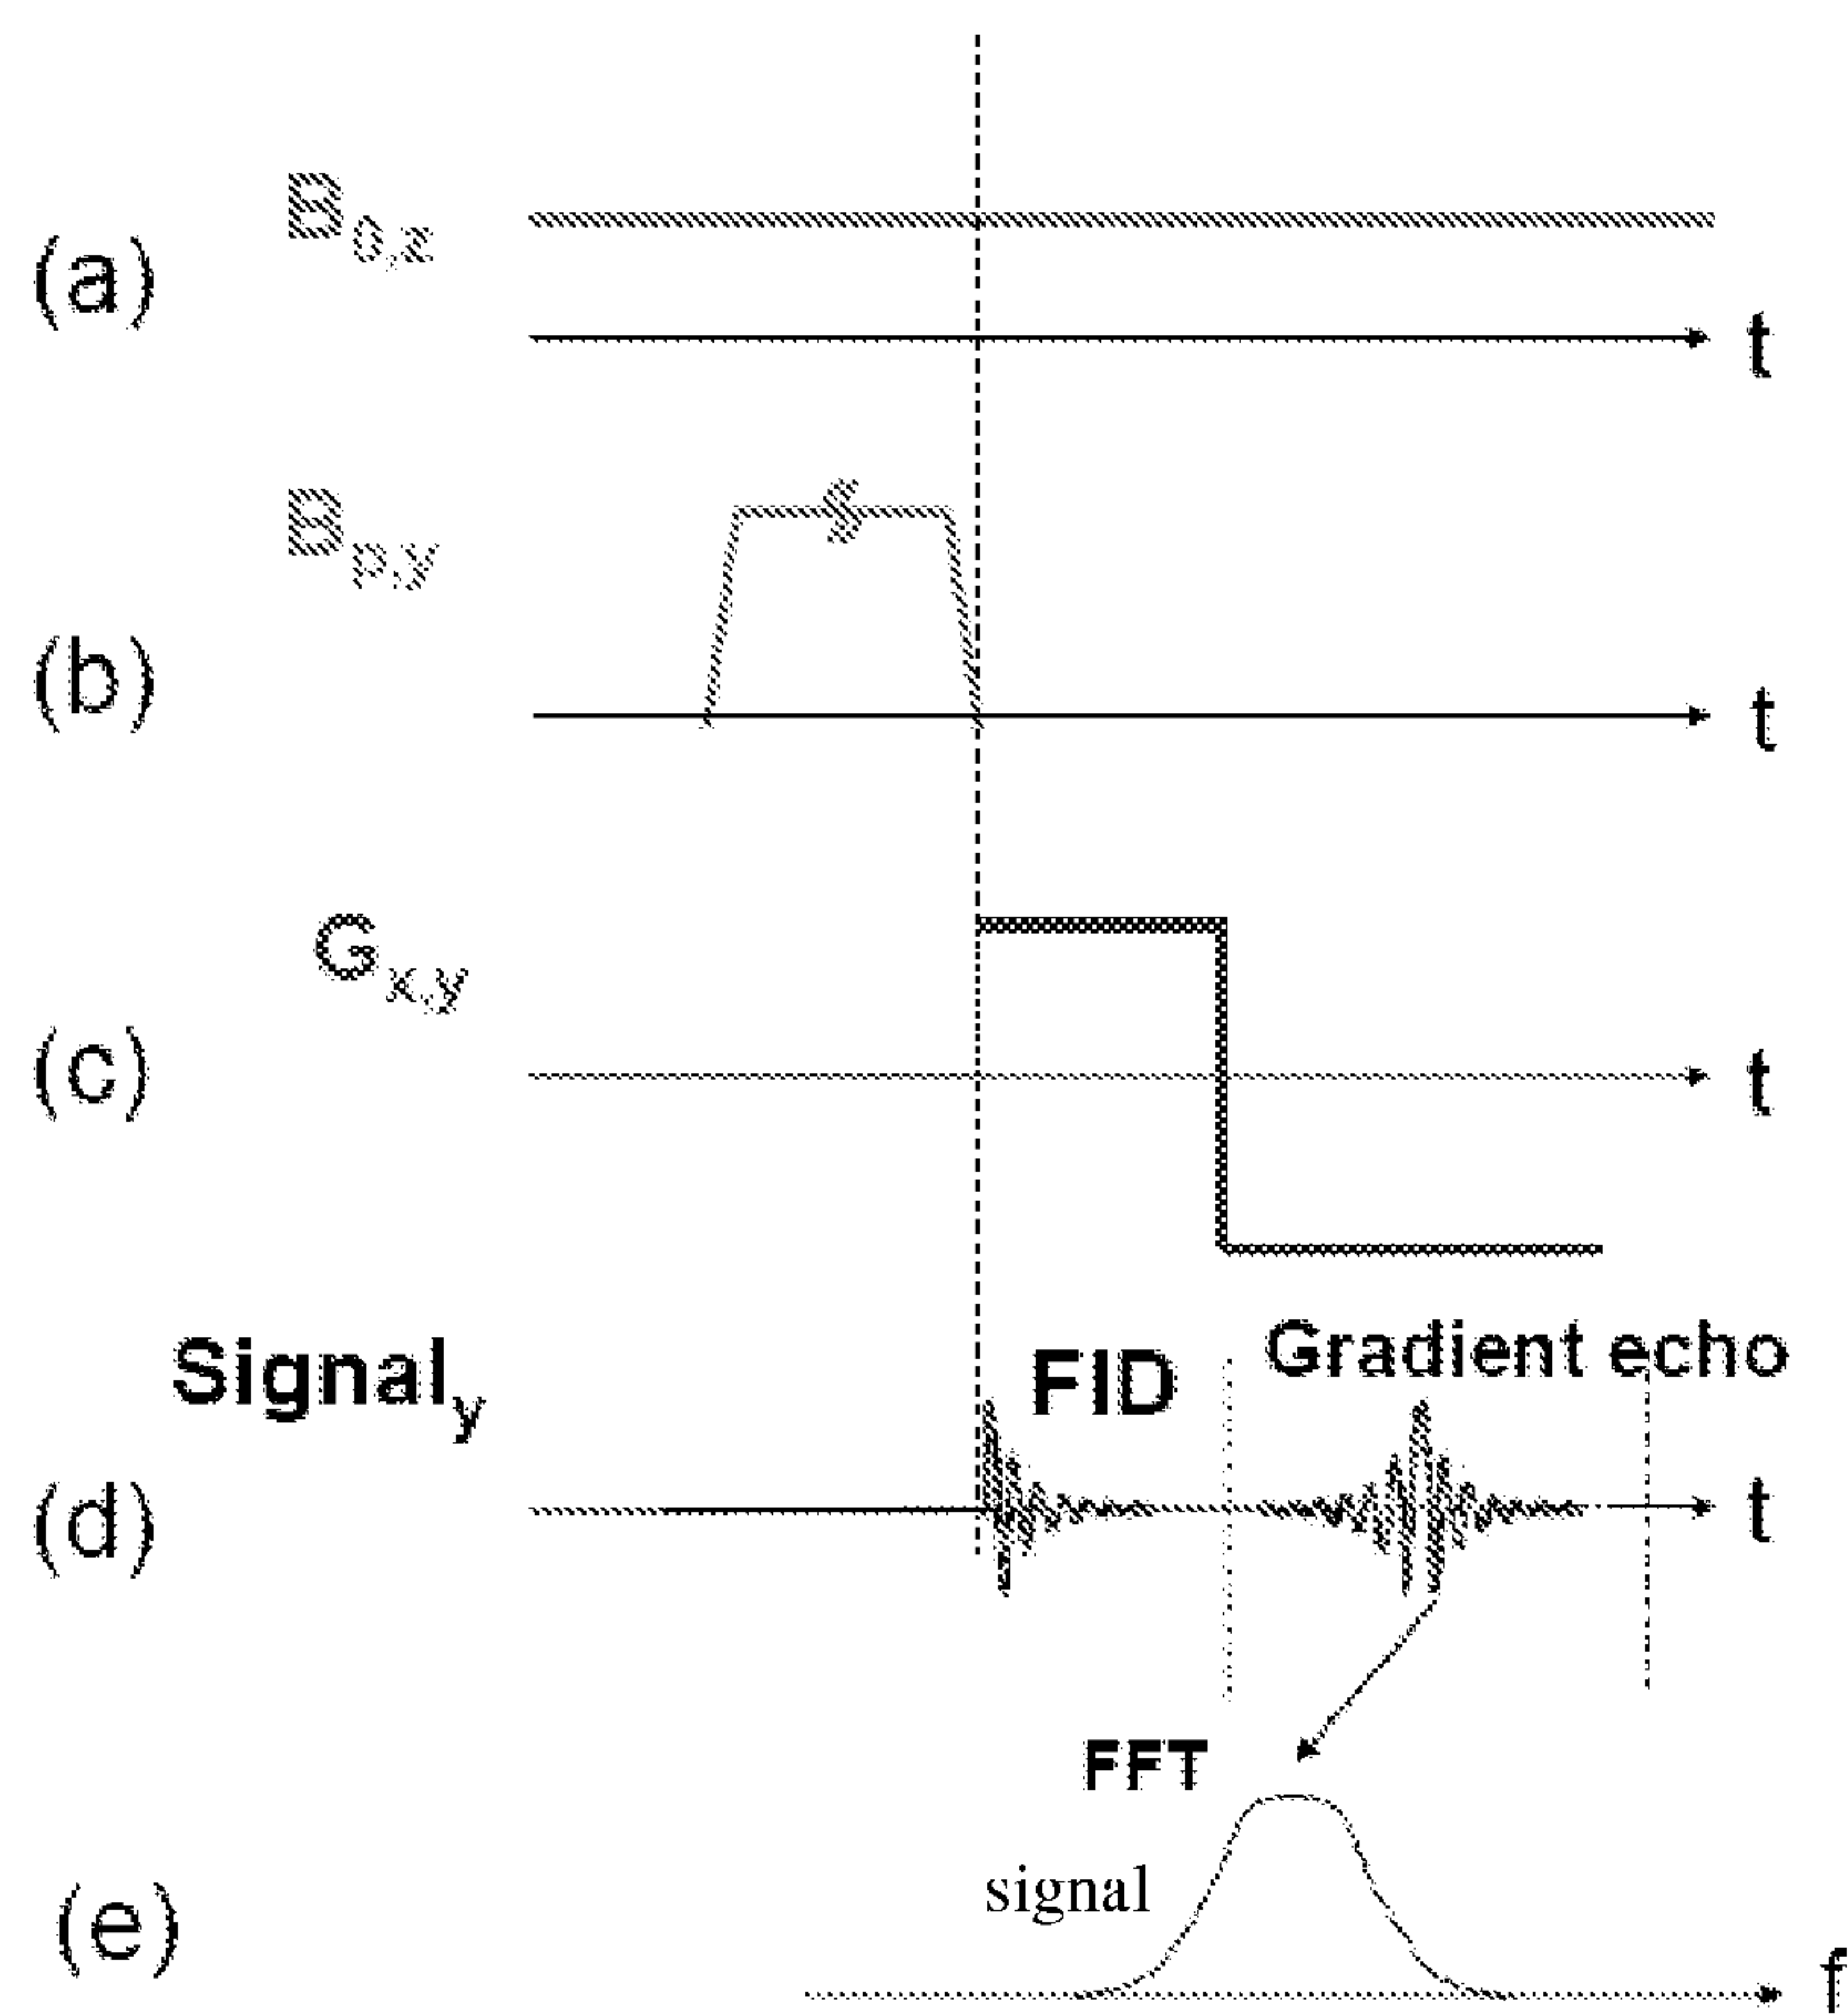 (a) B0,z
t
Bp,y
(b) t
Gx,y
(c) t
Signaly FID Gradient echo
(d) t
FFT
signal
(e) f